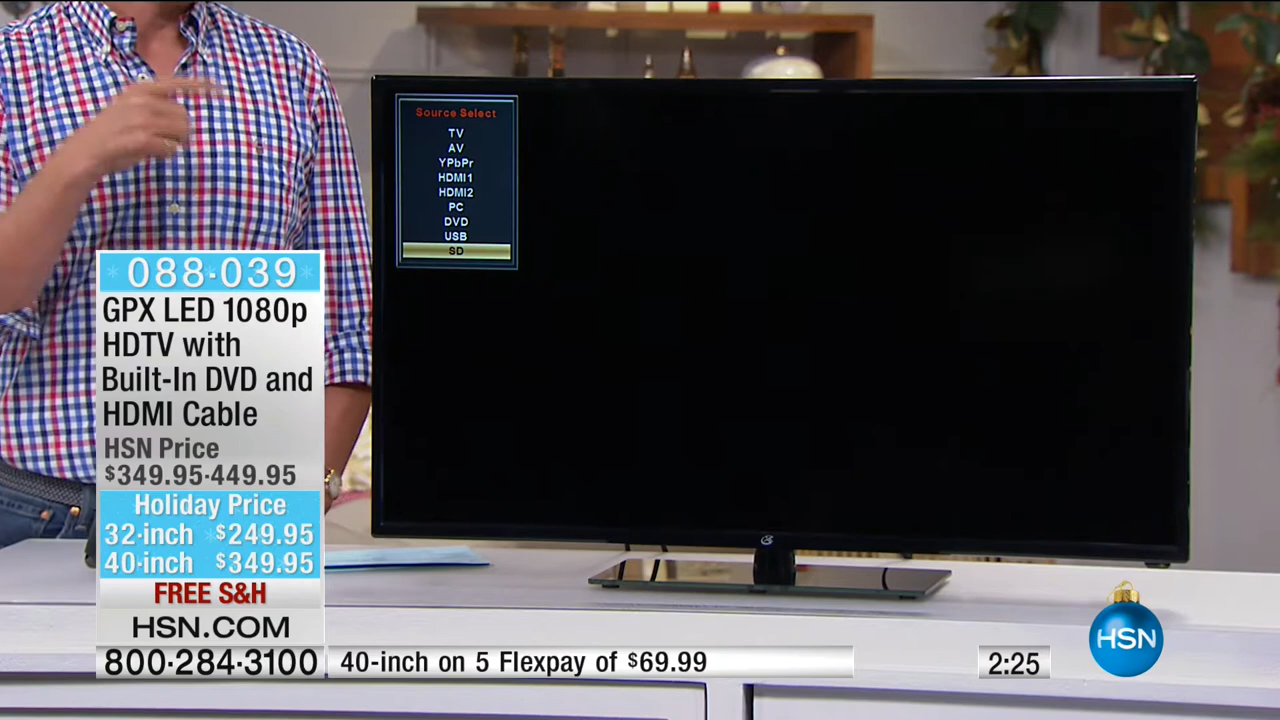 Source Select
TV
AV
YPbPr
HDMI1
HDMI2
PC
DVD
USB
SD
088-039
GPX LED 1080p
HDTV with
Built-In DVD and
HDMI Cable
HSN Price
$349.95-449.95
Holiday Price
32-inch $249.95
40-inch $349.95
FREE S&H
HSN.COM
800-284-3100
40-inch on 5 Flexpay of $69.99
2:25
HSN